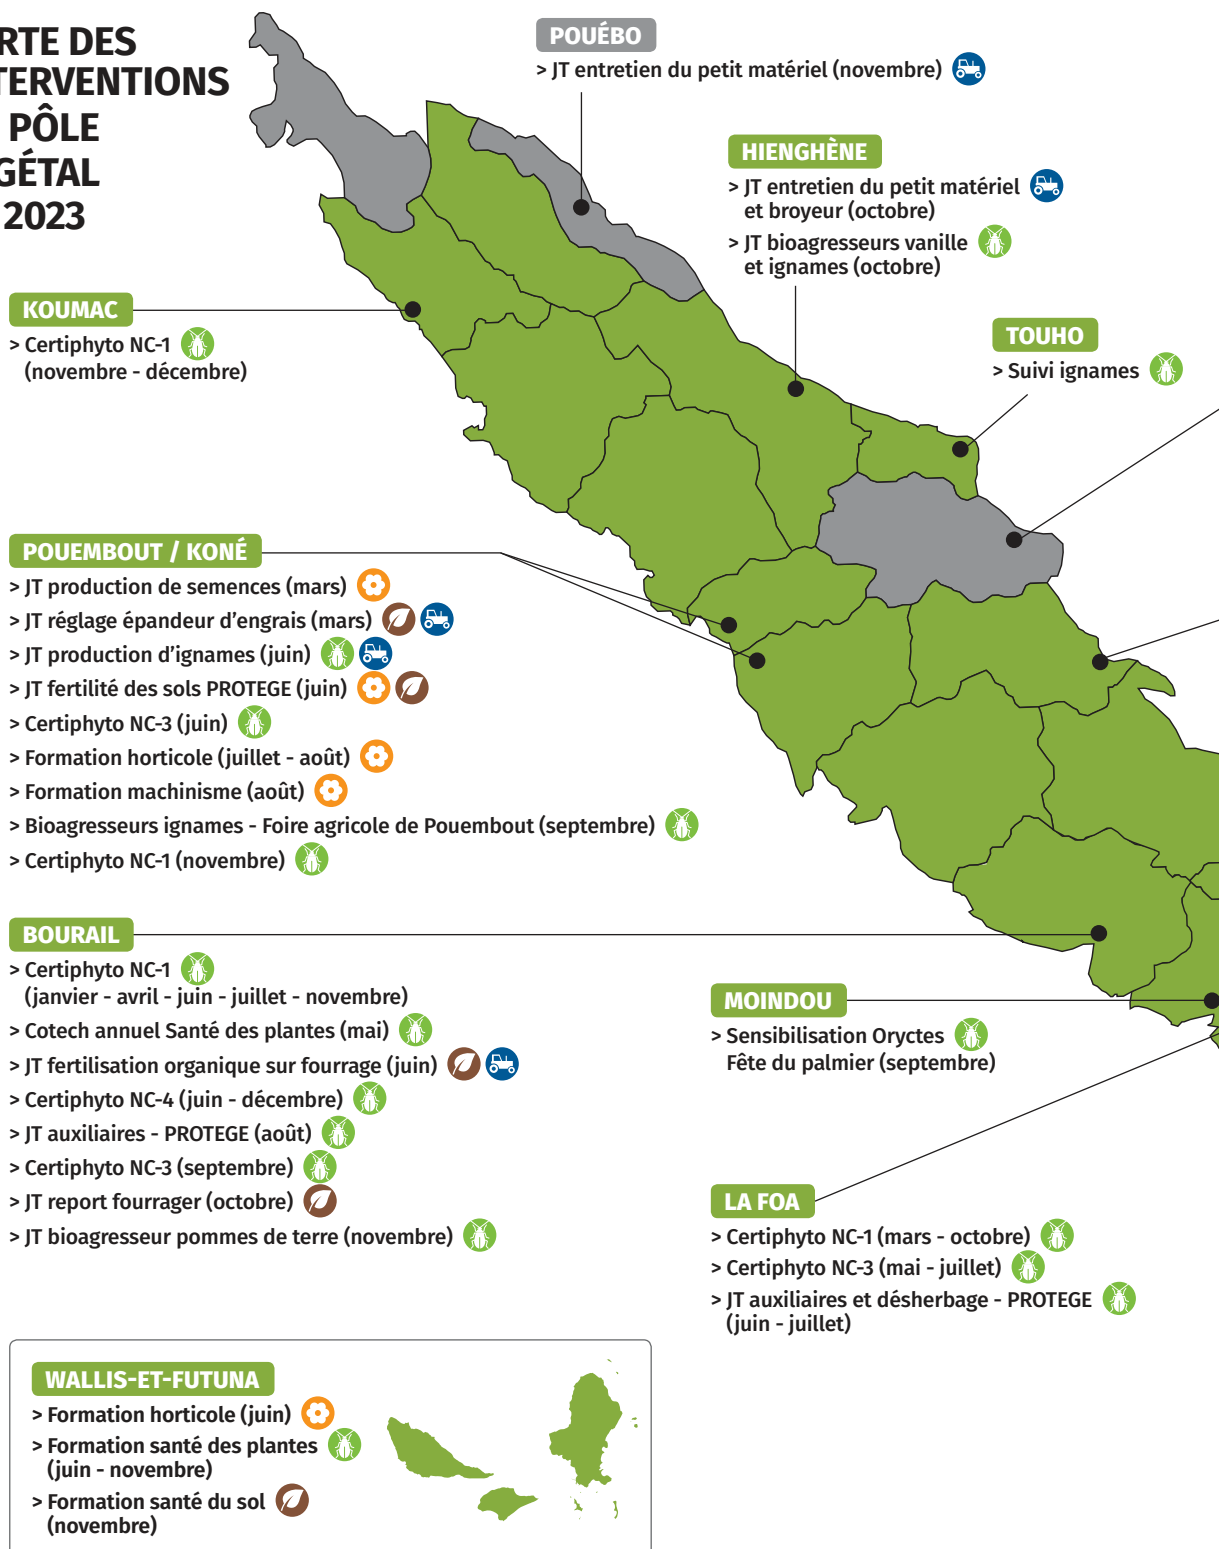 RTE DES
TERVENTIONS
PÔLE
GÉTAL
2023
POUÉBO
> JT entretien du petit matériel (novembre)
HIENGHÈNE
> JT entretien du petit matériel
et broyeur (octobre)
> JT bioagresseurs vanille
et ignames (octobre)
KOUMAC
> Certiphyto NC-1
(novembre - décembre)
TOUHO
> Suivi ignames
POUEMBOUT / KONÉ
> JT production de semences (mars)
> JT réglage épandeur d'engrais (mars)
> JT production d'ignames (juin)
> JT fertilité des sols PROTEGE (juin)
> Certiphyto NC-3 (juin)
> Formation horticole (juillet - août)
> Formation machinisme (août)
> Bioagresseurs ignames - Foire agricole de Pouembout (septembre)
> Certiphyto NC-1 (novembre)
BOURAIL
> Certiphyto NC-1
(janvier - avril - juin - juillet - novembre)
> Cotech annuel Santé des plantes (mai)
> JT fertilisation organique sur fourrage (juin)
> Certiphyto NC-4 (juin - décembre)
> JT auxiliaires - PROTEGE (août)
> Certiphyto NC-3 (septembre)
> JT report fourrager (octobre)
> JT bioagresseur pommes de terre (novembre)
MOINDOU
> Sensibilisation Oryctes
Fête du palmier (septembre)
LA FOA
> Certiphyto NC-1 (mars - octobre)
> Certiphyto NC-3 (mai - juillet)
> JT auxiliaires et désherbage - PROTEGE
(juin - juillet)
WALLIS-ET-FUTUNA
> Formation horticole (juin)
> Formation santé des plantes
(juin - novembre)
> Formation santé du sol
(novembre)